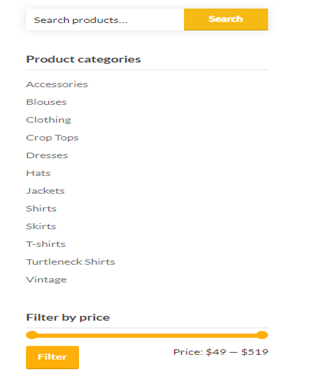 Search products... Search
Product categories
Accessories
Blouses
Clothing
Crop Tops
Dresses
Hats
Jackets
Shirts
Skirts
T-shirts
Turtleneck Shirts
Vintage
Filter by price
Filter Price: $49 — $519